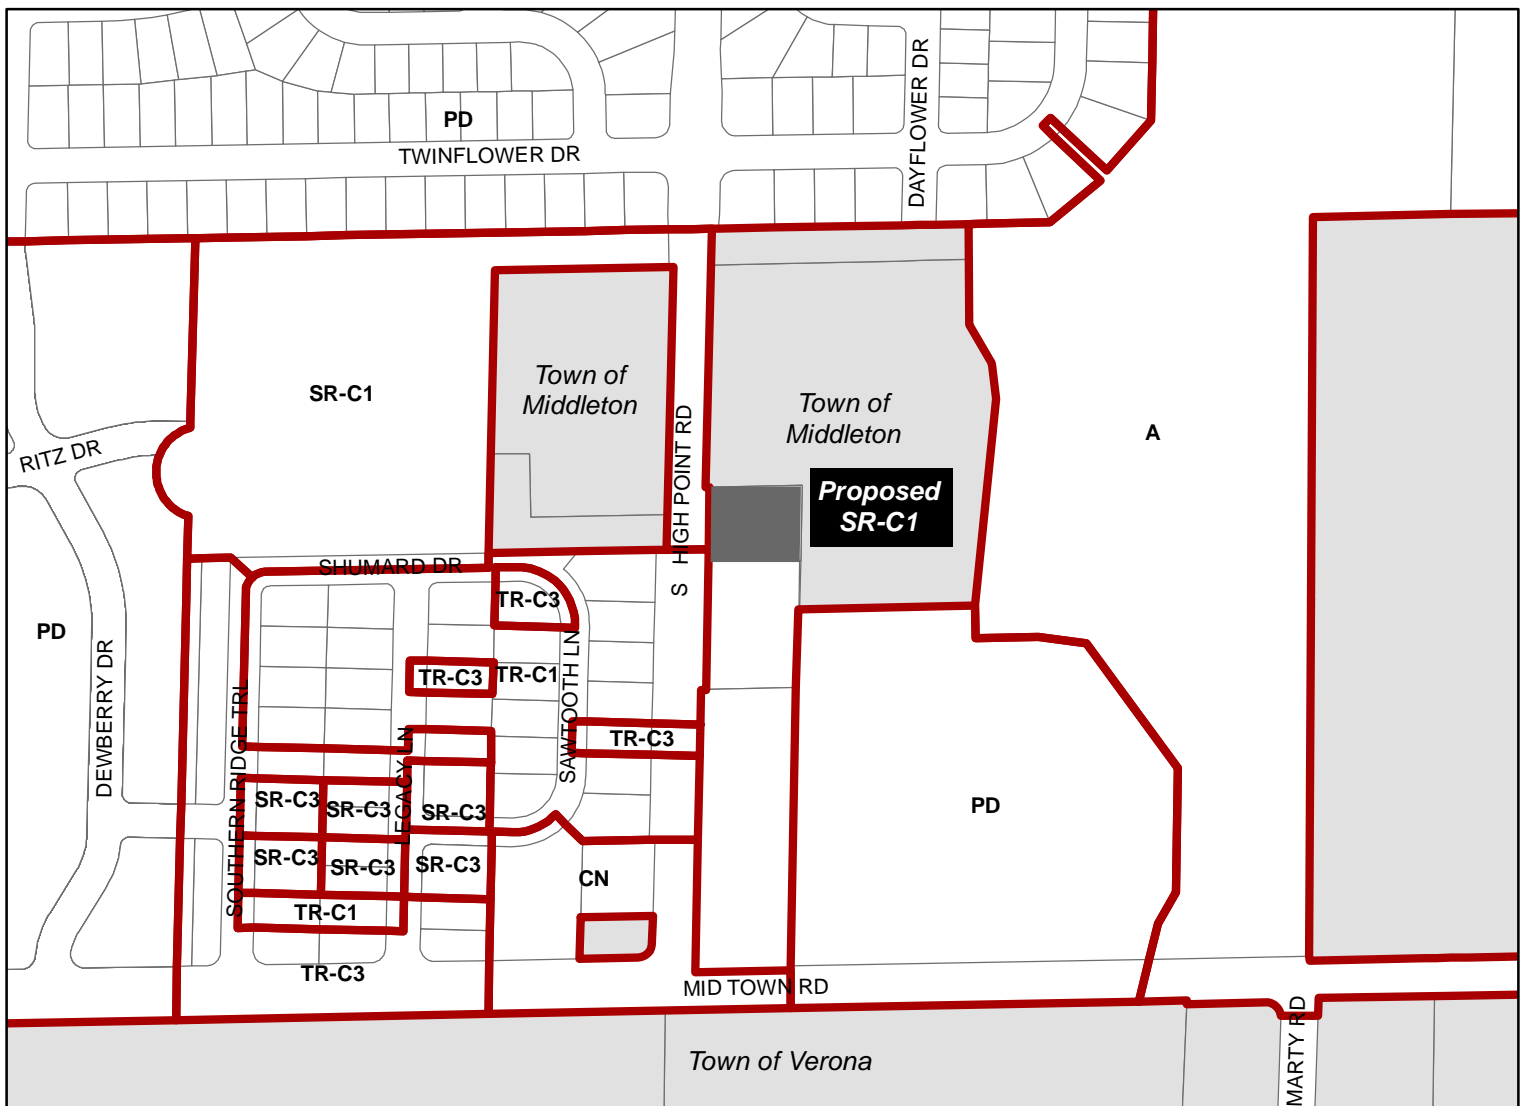 PD
TWINFLOWER DR
DAYFLOWER DR
SR-C1
Town of
Middleton
Town of
Middleton
A
S HIGH POINT RD
RITZ DR
Proposed
SR-C1
SHUMARD DR
TR-C3
PD
DEWBERRY DR
TR-C3
TR-C1
SAWTOOTH LN
SOUTHERN RIDGE TRL
LEGACY LN
TR-C3
SR-C3
SR-C3
SR-C3
PD
SR-C3
SR-C3
SR-C3
CN
TR-C1
TR-C3
MID TOWN RD
MARTY RD
Town of Verona